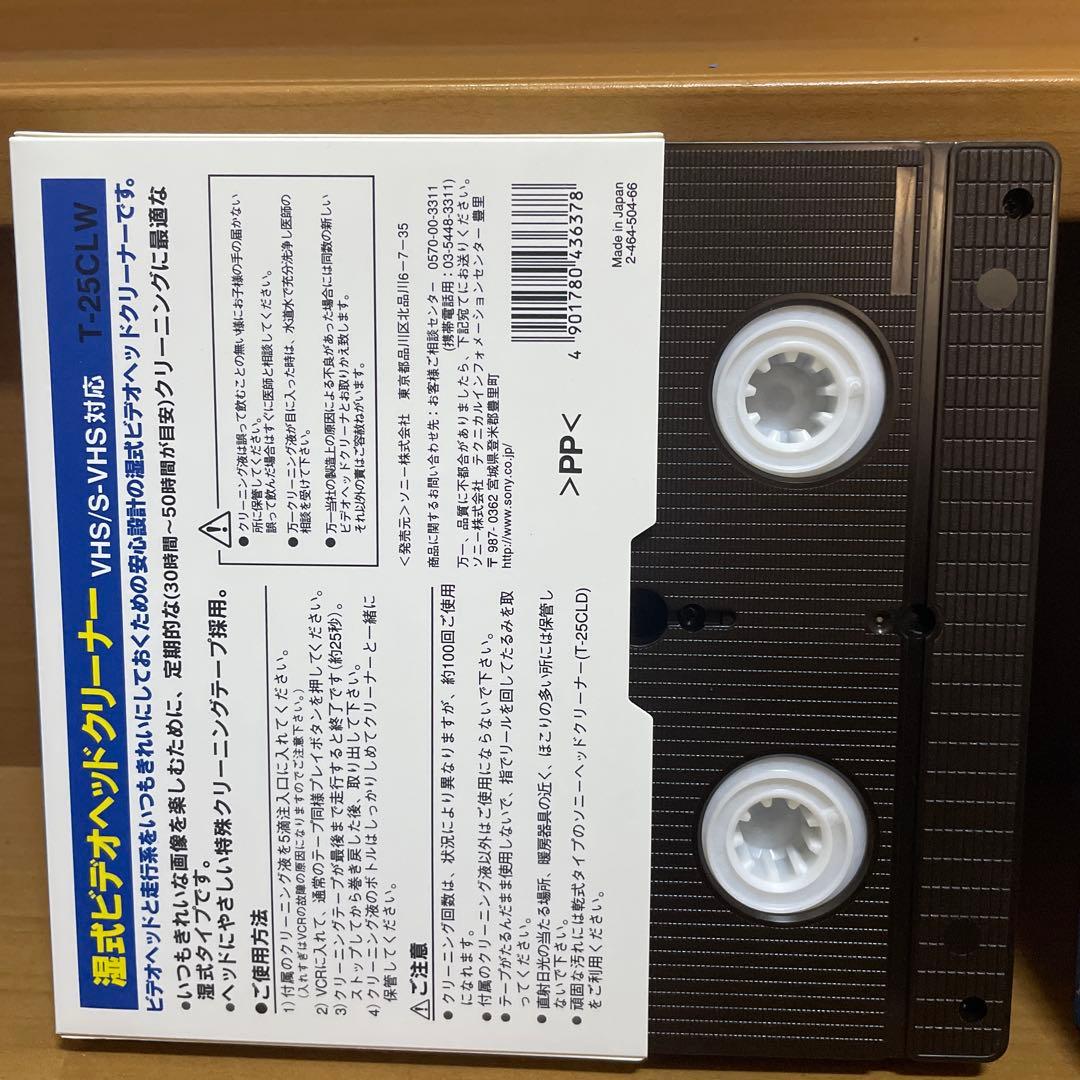 湿式ビデオヘッドクリーナー VHS/S-VHS対応 T-25CLW
ビデオヘッドと走行系をいつもきれいにしておくための安心設計の湿式ビデオヘッドクリーナーです。
•いつもきれいな画像を楽しむために、定期的な(30時間~50時間が目安)クリーニングに最適な
湿式タイプです。
•ヘッドにやさしい特殊クリーニングテープ採用。
●ご使用方法
1) 付属のクリーニング液を5滴注入口に入れてください。
(入れすぎはVCRの故障の原因になりますのでご注意下さい。)
2) VCRに入れて、通常のテープ同様プレイボタンを押してください。
3) クリーニングテープが最後まで走行すると終了です(約25秒)。
ストップしてから巻き戻した後、取り出して下さい。
4) クリーニング液のボトルはしっかりしめてクリーナーと一緒に
保管してください。
⚠ご注意
● クリーニング回数は、状況により異なりますが、約100回ご使用
になれます。
● 付属のクリーニング液以外はご使用にならないで下さい。
● テープがたるんだまま使用しないで、指でリールを回してたるみを取
ってください。
● 直射日光の当たる場所、暖房器具の近く、ほこりの多い所には保管し
ないで下さい。
● 頑固な汚れには乾式タイプのソニーヘッドクリーナー(T-25CLD)
をご利用ください。
● クリーニング液は誤って飲むことの無い様にお子様の手の届かない
所に保管してください。
誤って飲んだ場合はすぐに医師と相談してください。
● 万一クリーニング液が目に入った時は、水道水で充分洗浄し医師の
相談を受けて下さい。
● 万一当社の製造上の原因による不良があった場合には同数の新しい
ビデオヘッドクリーナとお取りかえ致します。
それ以外の責はご容赦ねがいます。
<発売元>ソニー株式会社 東京都品川区北品川6-7-35
商品に関するお問い合わせ先：お客様ご相談センター 0570-00-3311
(携帯電話用：03-5448-3311)
万一、品質に不都合がありましたら、下記宛てにお送りください。
ソニー株式会社 テクニカルインフォメーションセンター豊里
〒987-0362 宮城県登米郡豊里町
http://www.sony.co.jp/
>PP<
4 901780 436378
Made in Japan
2-464-504-66